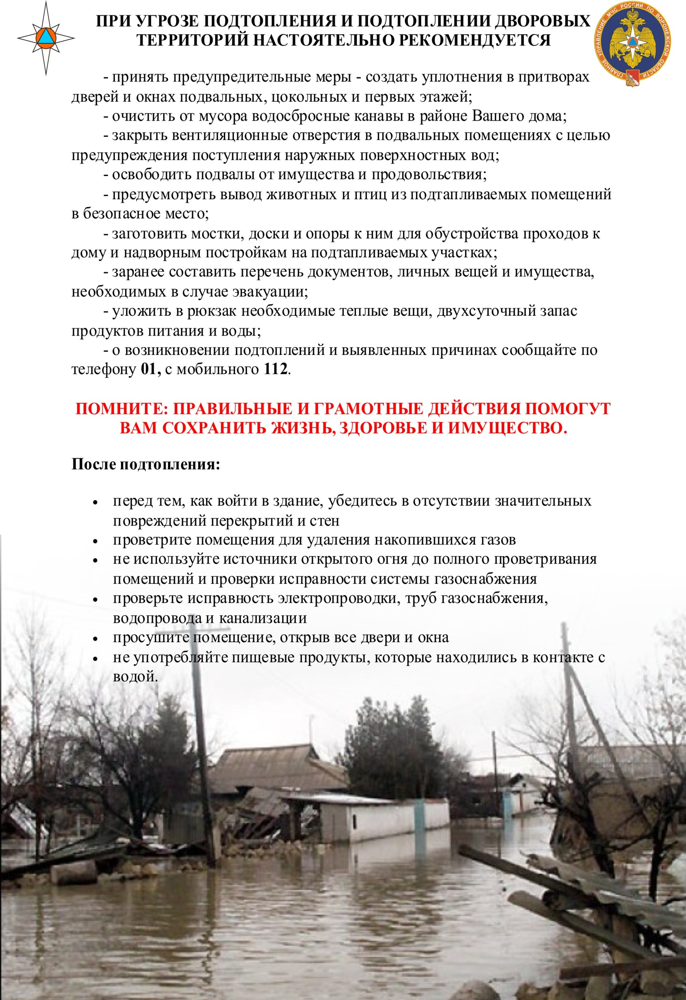 ПРИ УГРОЗЕ ПОДТОПЛЕНИЯ И ПОДТОПЛЕНИИ ДВОРОВЫХ
ТЕРРИТОРИЙ НАСТОЯТЕЛЬНО РЕКОМЕНДУЕТСЯ
ГЛАВНОЕ УПРАВЛЕНИЕ МЧС РОССИИ ПО ВОРОНЕЖСКОЙ ОБЛАСТИ
- принять предупредительные меры - создать уплотнения в притворах
дверей и окнах подвальных, цокольных и первых этажей;
- очистить от мусора водосбросные канавы в районе Вашего дома;
- закрыть вентиляционные отверстия в подвальных помещениях с целью
предупреждения поступления наружных поверхностных вод;
- освободить подвалы от имущества и продовольствия;
- предусмотреть вывод животных и птиц из подтапливаемых помещений
в безопасное место;
- заготовить мостки, доски и опоры к ним для обустройства проходов к
дому и надворным постройкам на подтапливаемых участках;
- заранее составить перечень документов, личных вещей и имущества,
необходимых в случае эвакуации;
- уложить в рюкзак необходимые теплые вещи, двухсуточный запас
продуктов питания и воды;
- о возникновении подтоплений и выявленных причинах сообщайте по
телефону 01, с мобильного 112.
ПОМНИТЕ: ПРАВИЛЬНЫЕ И ГРАМОТНЫЕ ДЕЙСТВИЯ ПОМОГУТ
ВАМ СОХРАНИТЬ ЖИЗНЬ, ЗДОРОВЬЕ И ИМУЩЕСТВО.
После подтопления:
• перед тем, как войти в здание, убедитесь в отсутствии значительных
повреждений перекрытий и стен
• проветрите помещения для удаления накопившихся газов
• не используйте источники открытого огня до полного проветривания
помещений и проверки исправности системы газоснабжения
• проверьте исправность электропроводки, труб газоснабжения,
водопровода и канализации
• просушите помещение, открыв все двери и окна
• не употребляйте пищевые продукты, которые находились в контакте с
водой.